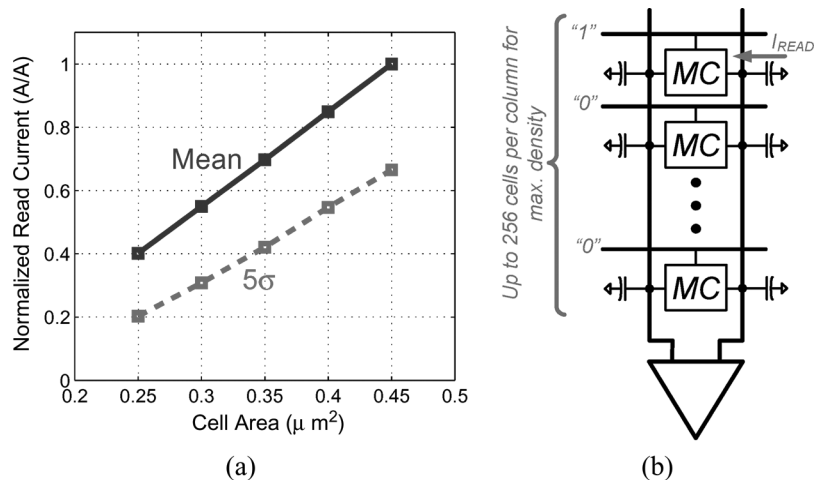 Normalized Read Current (A/A)
1
0.8
0.6
0.4
0.2
0
Mean
5σ
0.2
0.25
0.3
0.35
0.4
0.45
0.5
Cell Area (μ m²)
(a)
Up to 256 cells per column for
max. density
“1”
I_READ
MC
“0”
MC
“0”
MC
(b)